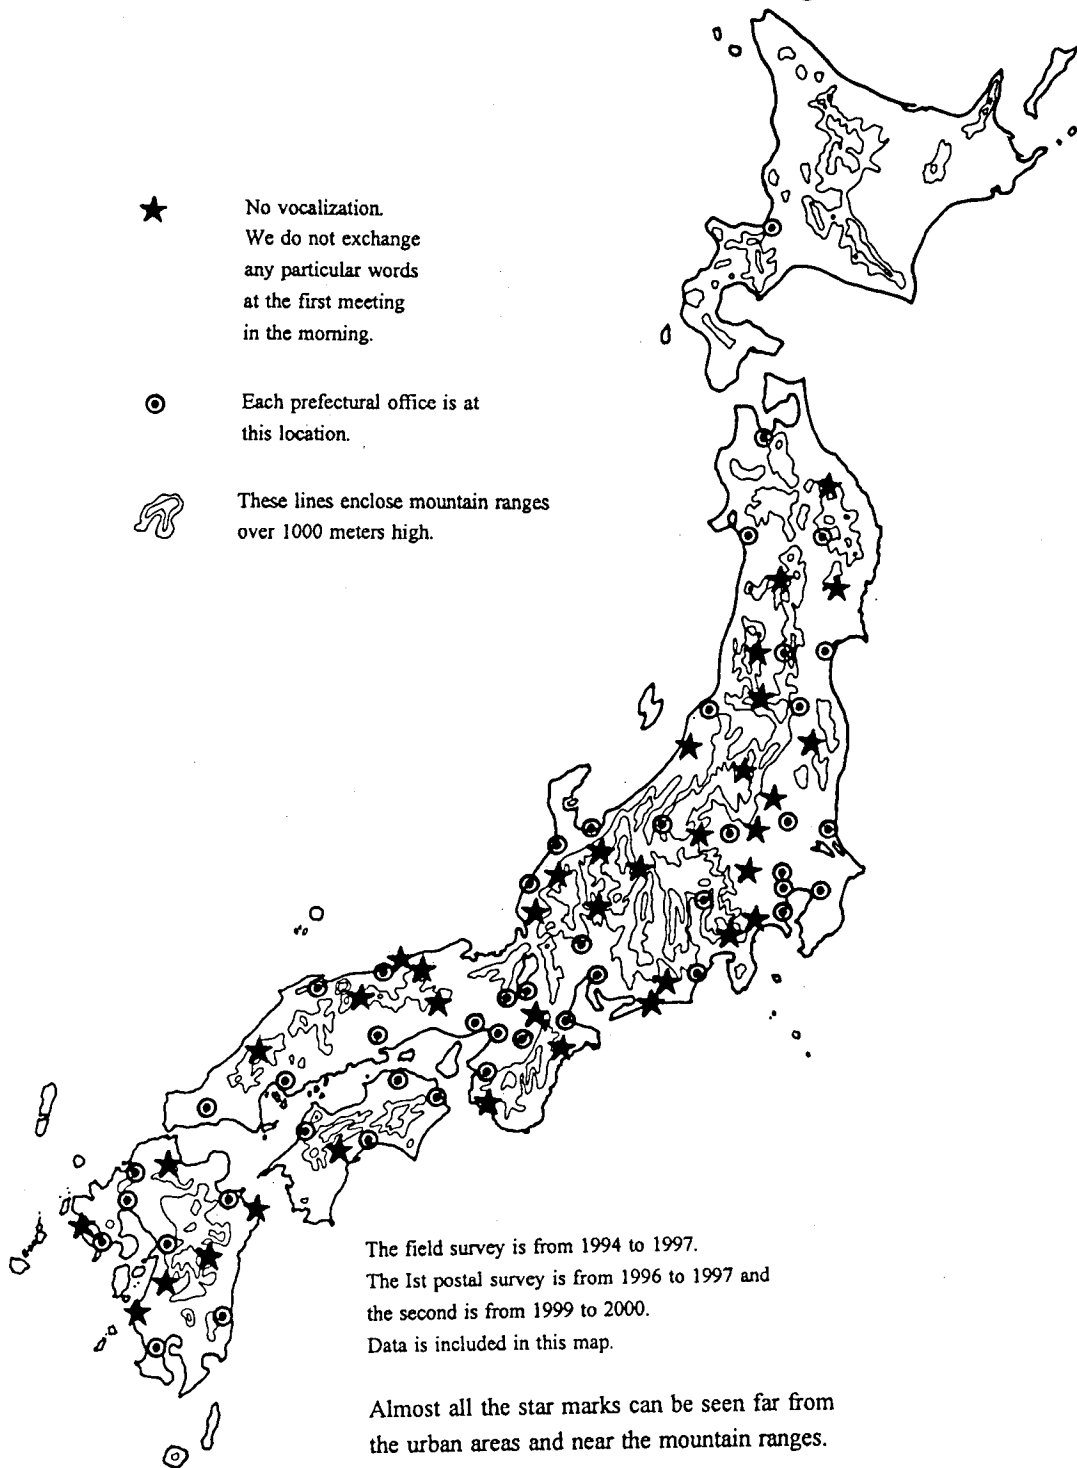 No vocalization.
We do not exchange
any particular words
at the first meeting
in the morning.
Each prefectural office is at
this location.
These lines enclose mountain ranges
over 1000 meters high.
The field survey is from 1994 to 1997.
The Ist postal survey is from 1996 to 1997 and
the second is from 1999 to 2000.
Data is included in this map.
Almost all the star marks can be seen far from
the urban areas and near the mountain ranges.